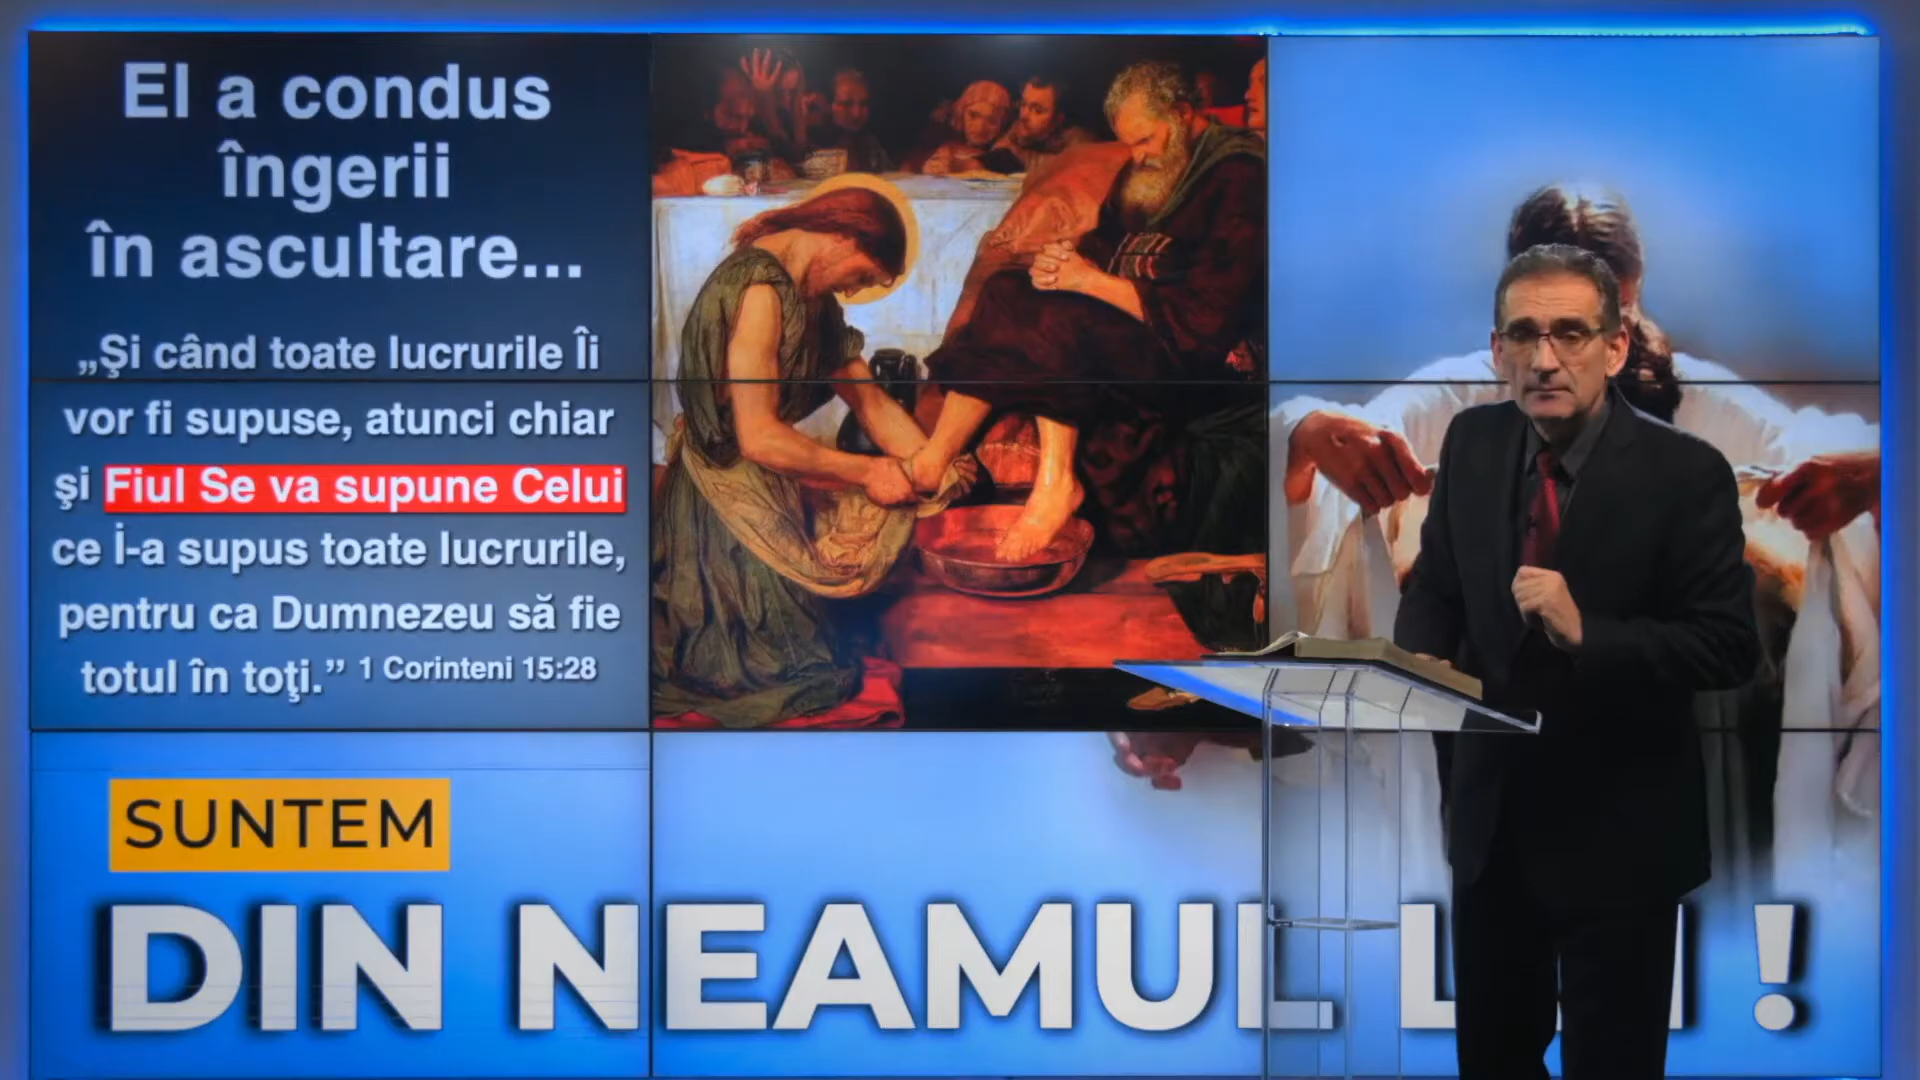 El a condus
îngerii
în ascultare...
„Şi când toate lucrurile Îi
vor fi supuse, atunci chiar
şi Fiul Se va supune Celui
ce I-a supus toate lucrurile,
pentru ca Dumnezeu să fie
totul în toţi.” 1 Corinteni 15:28
SUNTEM
DIN NEAMUL !